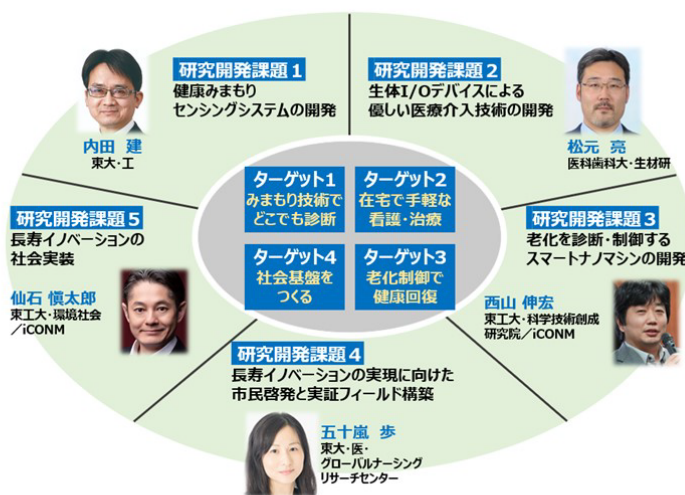 研究開発課題1
健康みまもり
センシングシステムの開発
内田 建
東大・工
研究開発課題2
生体I/Oデバイスによる
優しい医療介入技術の開発
松元 亮
医科歯科大・生材研
ターゲット1
みまもり技術で
どこでも診断
ターゲット2
在宅で手軽な
看護・治療
ターゲット4
社会基盤を
つくる
ターゲット3
老化制御で
健康回復
研究開発課題5
長寿イノベーションの
社会実装
仙石 愼太郎
東工大・環境社会
／iCONM
研究開発課題3
老化を診断・制御する
スマートナノマシンの開発
西山 伸宏
東工大・科学技術創成
研究院／iCONM
研究開発課題4
長寿イノベーションの実現に向けた
市民啓発と実証フィールド構築
五十嵐 歩
東大・医・
グローバルナーシング
リサーチセンター